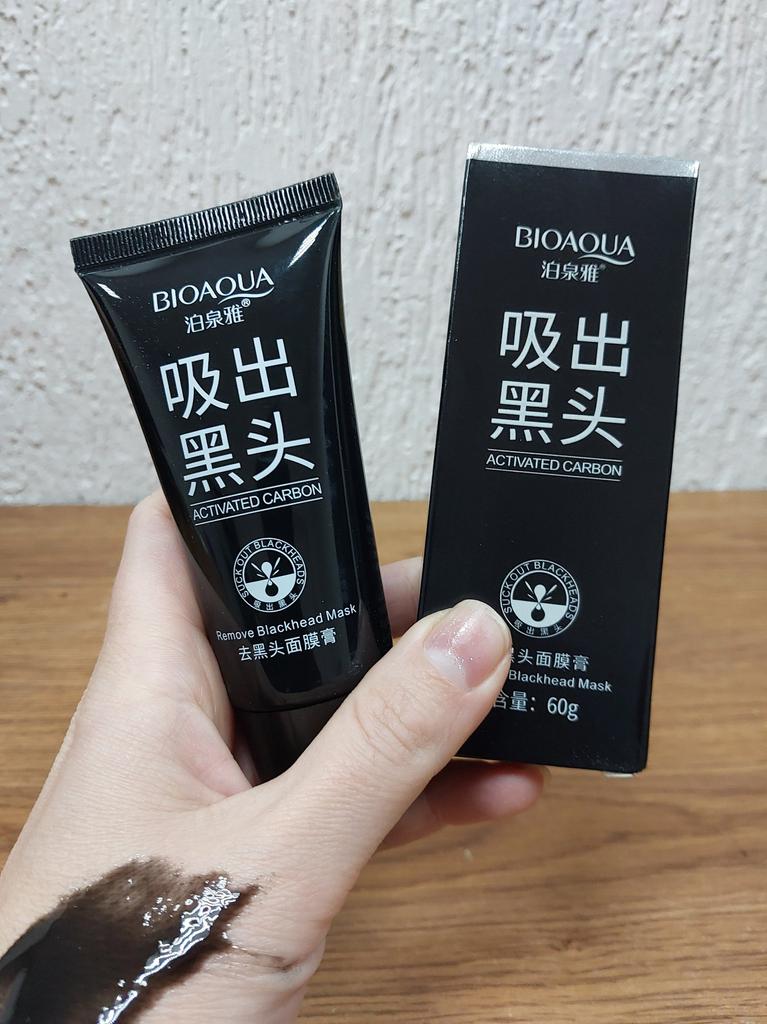 BIOAQUA
泊泉雅®
吸出
黑头
ACTIVATED CARBON
SUCK OUT BLACKHEADS
吸出黑头
Remove Blackhead Mask
去黑头面膜膏
BIOAQUA
泊泉雅®
吸出
黑头
ACTIVATED CARBON
SUCK OUT BLACKHEADS
吸出黑头
黑头面膜膏
Blackhead Mask
含量：60g